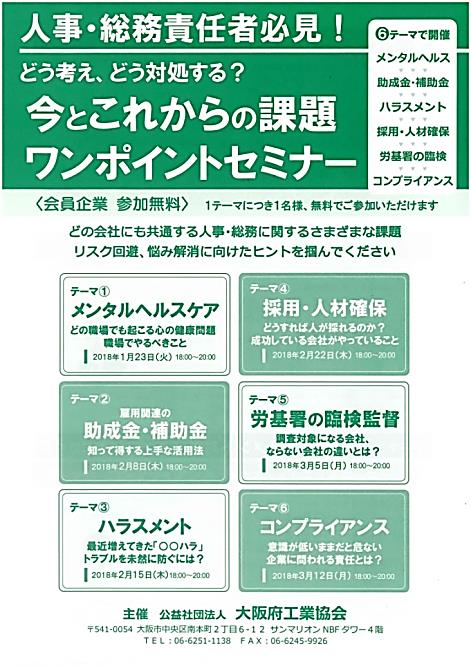 人事・総務責任者必見！
どう考え、どう対処する？
今とこれからの課題
ワンポイントセミナー
⑥テーマで開催
メンタルヘルス
助成金・補助金
ハラスメント
採用・人材確保
労基署の臨検
コンプライアンス
〈会員企業 参加無料〉 1テーマにつき1名様、無料でご参加いただけます
どの会社にも共通する人事・総務に関するさまざまな課題
リスク回避、悩み解消に向けたヒントを掴んでください
テーマ①
メンタルヘルスケア
どの職場でも起こる心の健康問題
職場でやるべきこと
2018年1月23日(火) 18:00～20:00
テーマ②
雇用関連の
助成金・補助金
知って得する上手な活用法
2018年2月8日(木) 18:00～20:00
テーマ③
ハラスメント
最近増えてきた「〇〇ハラ」
トラブルを未然に防ぐには？
2018年2月15日(木) 18:00～20:00
テーマ④
採用・人材確保
どうすれば人が採れるのか？
成功している会社がやっていること
2018年2月22日(木) 18:00～20:00
テーマ⑤
労基署の臨検監督
調査対象になる会社、
ならない会社の違いとは？
2018年3月5日(月) 18:00～20:00
テーマ⑥
コンプライアンス
意識が低いままだと危ない
企業に問われる責任とは？
2018年3月12日(月) 18:00～20:00
主催 公益社団法人 大阪府工業協会
〒541-0054 大阪市中央区南本町2丁目6-12 サンマリオンNBFタワー4階
TEL：06-6251-1138 FAX：06-6245-9926